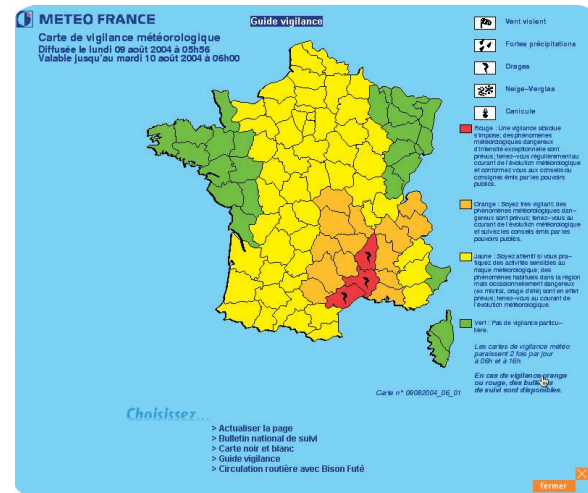 METEO FRANCE
Guide vigilance
Carte de vigilance météorologique
Diffusée le lundi 09 août 2004 à 05h56
Valable jusqu'au mardi 10 août 2004 à 06h00
Vent violent
Fortes précipitations
Orages
Neige-Verglas
Canicule
Rouge : Une vigilance absolue
s'impose; des phénomènes
météorologiques dangereux
d'intensité exceptionnelle sont
prévus; tenez-vous régulièrement au
courant de l'évolution météorologique
et conformez vous aux conseils ou
consignes émis par les pouvoirs
publics.
Orange : Soyez très vigilant; des
phénomènes météorologiques dan-
gereux sont prévus; tenez-vous au
courant de l'évolution météorologique
et suivez les conseils émis par les
pouvoirs publics.
Jaune : Soyez attentif si vous pra-
tiquez des activités sensibles au
risque météorologique; des
phénomènes habituels dans la région
mais occasionnellement dangereux
(ex mistral, orage d'été) sont en effet
prévus; tenez-vous au courant de
l'évolution météorologique.
Vert : Pas de vigilance particu-
lière.
Les cartes de vigilance météo
paraissent 2 fois par jour
à 06h et à 16h.
En cas de vigilance orange
ou rouge, des bulletins
de suivi sont disponibles.
Carte n° 09082004_06_01
Choisissez...
> Actualiser la page
> Bulletin national de suivi
> Carte noir et blanc
> Guide vigilance
> Circulation routière avec Bison Futé
fermer